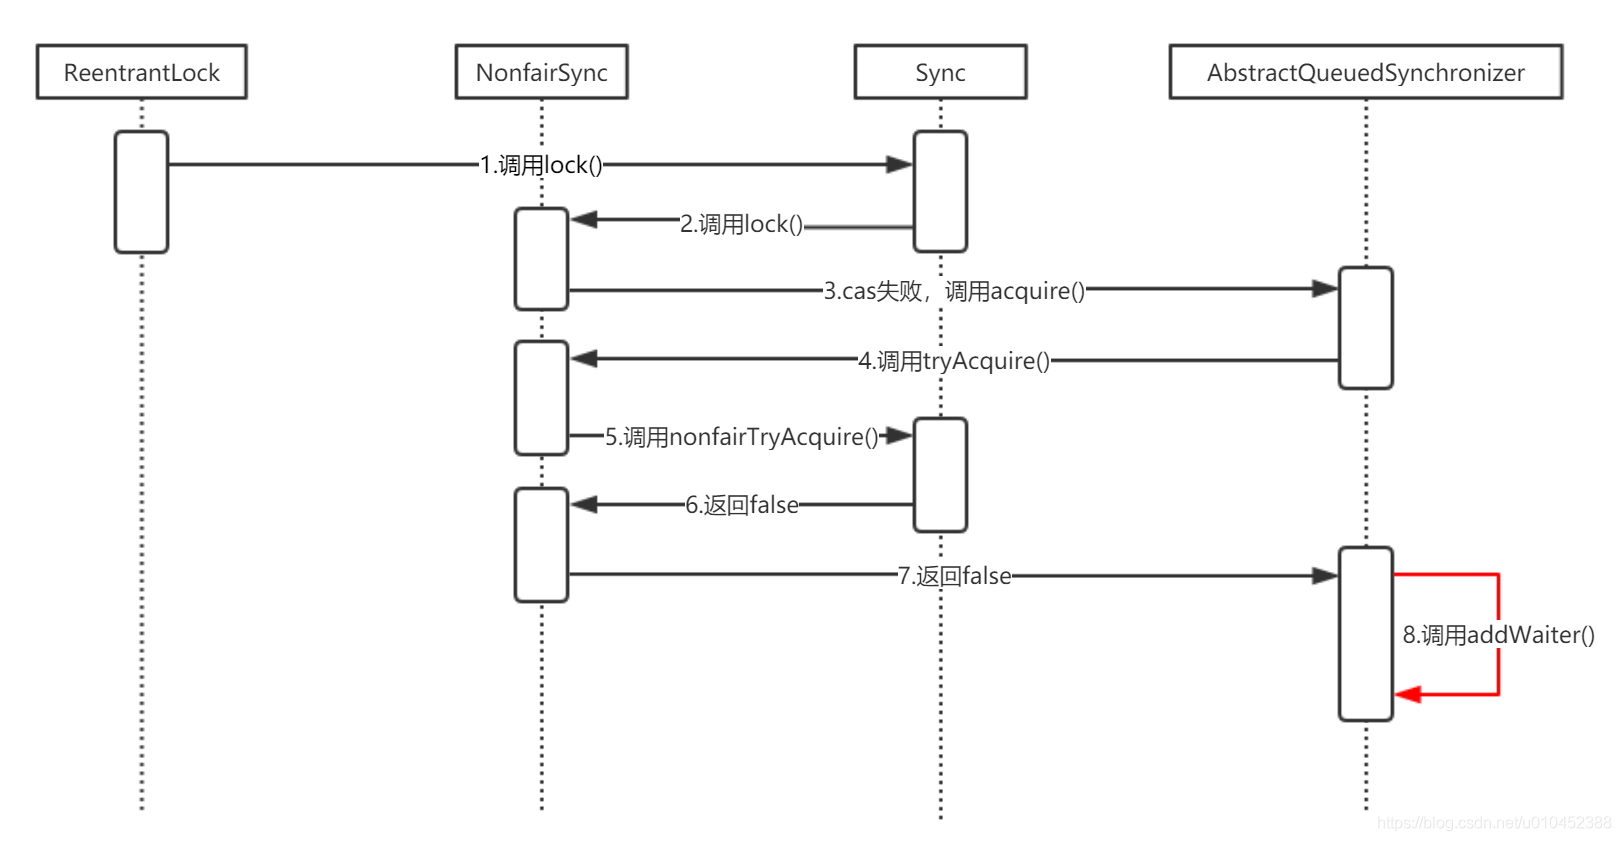 ReentrantLock
NonfairSync
Sync
AbstractQueuedSynchronizer
1.调用lock()
2.调用lock()
3.cas失败，调用acquire()
4.调用tryAcquire()
5.调用nonfairTryAcquire()
6.返回false
7.返回false
8.调用addWaiter()
https://blog.csdn.net/u010452388